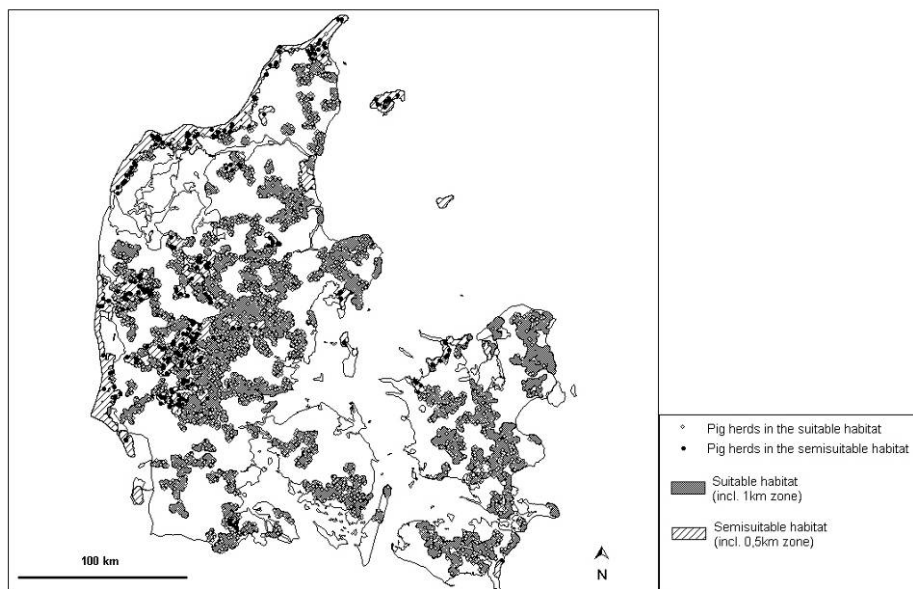 Pig herds in the suitable habitat
Pig herds in the semisuitable habitat
Suitable habitat
(incl. 1km zone)
Semisuitable habitat
(incl. 0,5km zone)
100 km
N